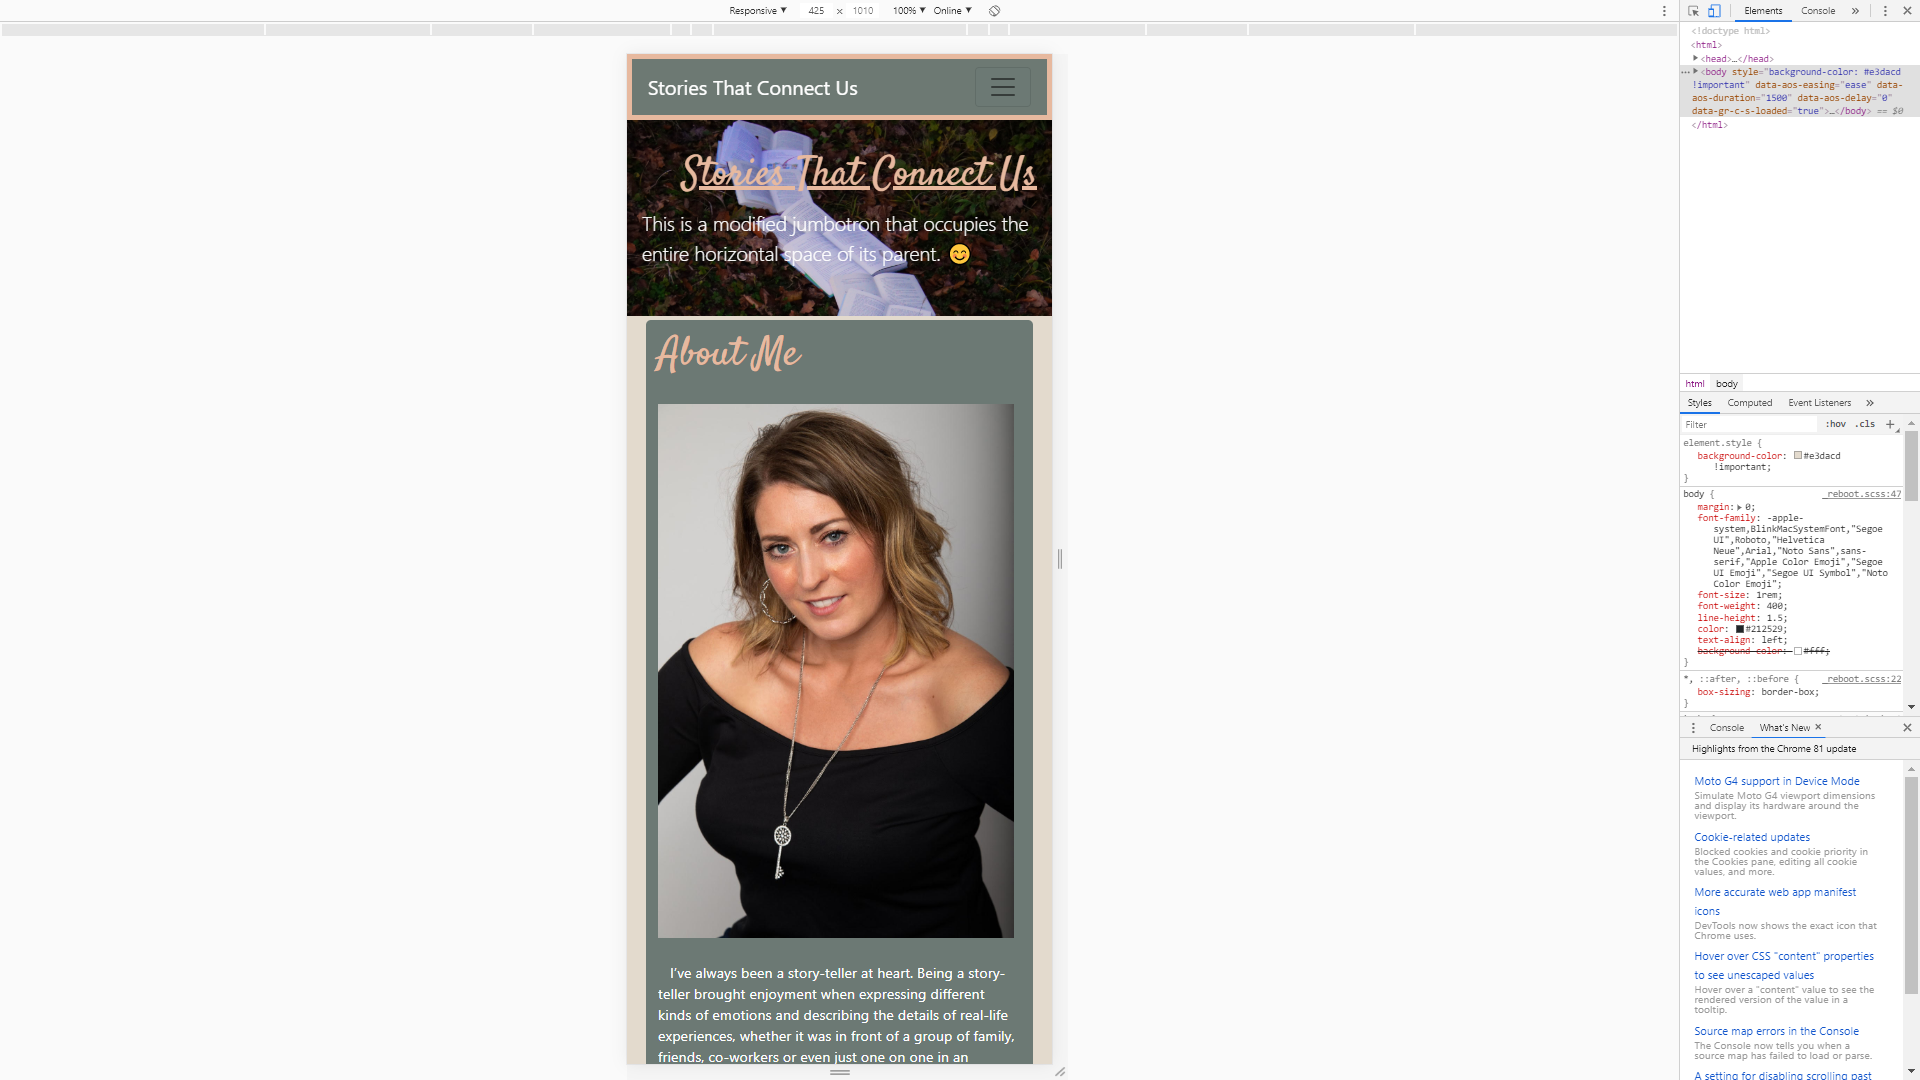 Responsive ▼ 425 × 1010 100% ▼ Online ▼
Stories That Connect Us
Stories That Connect Us
This is a modified jumbotron that occupies the
entire horizontal space of its parent. 😊
About Me
I've always been a story-teller at heart. Being a story-
teller brought enjoyment when expressing different
kinds of emotions and describing the details of real-life
experiences, whether it was in front of a group of family,
friends, co-workers or even just one on one in an
Elements Console »
<!doctype html>
<html>
▶<head>…</head>
…▶<body style="background-color: #e3dacd
!important" data-aos-easing="ease" data-
aos-duration="1500" data-aos-delay="0"
data-gr-c-s-loaded="true">…</body> == $0
</html>
html body
Styles Computed Event Listeners »
Filter :hov .cls +
element.style {
background-color: #e3dacd
!important;
}
body { _reboot.scss:47
margin:▶0;
font-family: -apple-
system,BlinkMacSystemFont,"Segoe
UI",Roboto,"Helvetica
Neue",Arial,"Noto Sans",sans-
serif,"Apple Color Emoji","Segoe
UI Emoji","Segoe UI Symbol","Noto
Color Emoji";
font-size: 1rem;
font-weight: 400;
line-height: 1.5;
color: #212529;
text-align: left;
background-color: #fff;
}
*, ::after, ::before { _reboot.scss:22
box-sizing: border-box;
}
Console What's New ×
Highlights from the Chrome 81 update
Moto G4 support in Device Mode
Simulate Moto G4 viewport dimensions
and display its hardware around the
viewport.
Cookie-related updates
Blocked cookies and cookie priority in
the Cookies pane, editing all cookie
values, and more.
More accurate web app manifest
icons
DevTools now shows the exact icon that
Chrome uses.
Hover over CSS "content" properties
to see unescaped values
Hover over a "content" value to see the
rendered version of the value in a
tooltip.
Source map errors in the Console
The Console now tells you when a
source map has failed to load or parse.
A setting for disabling scrolling past